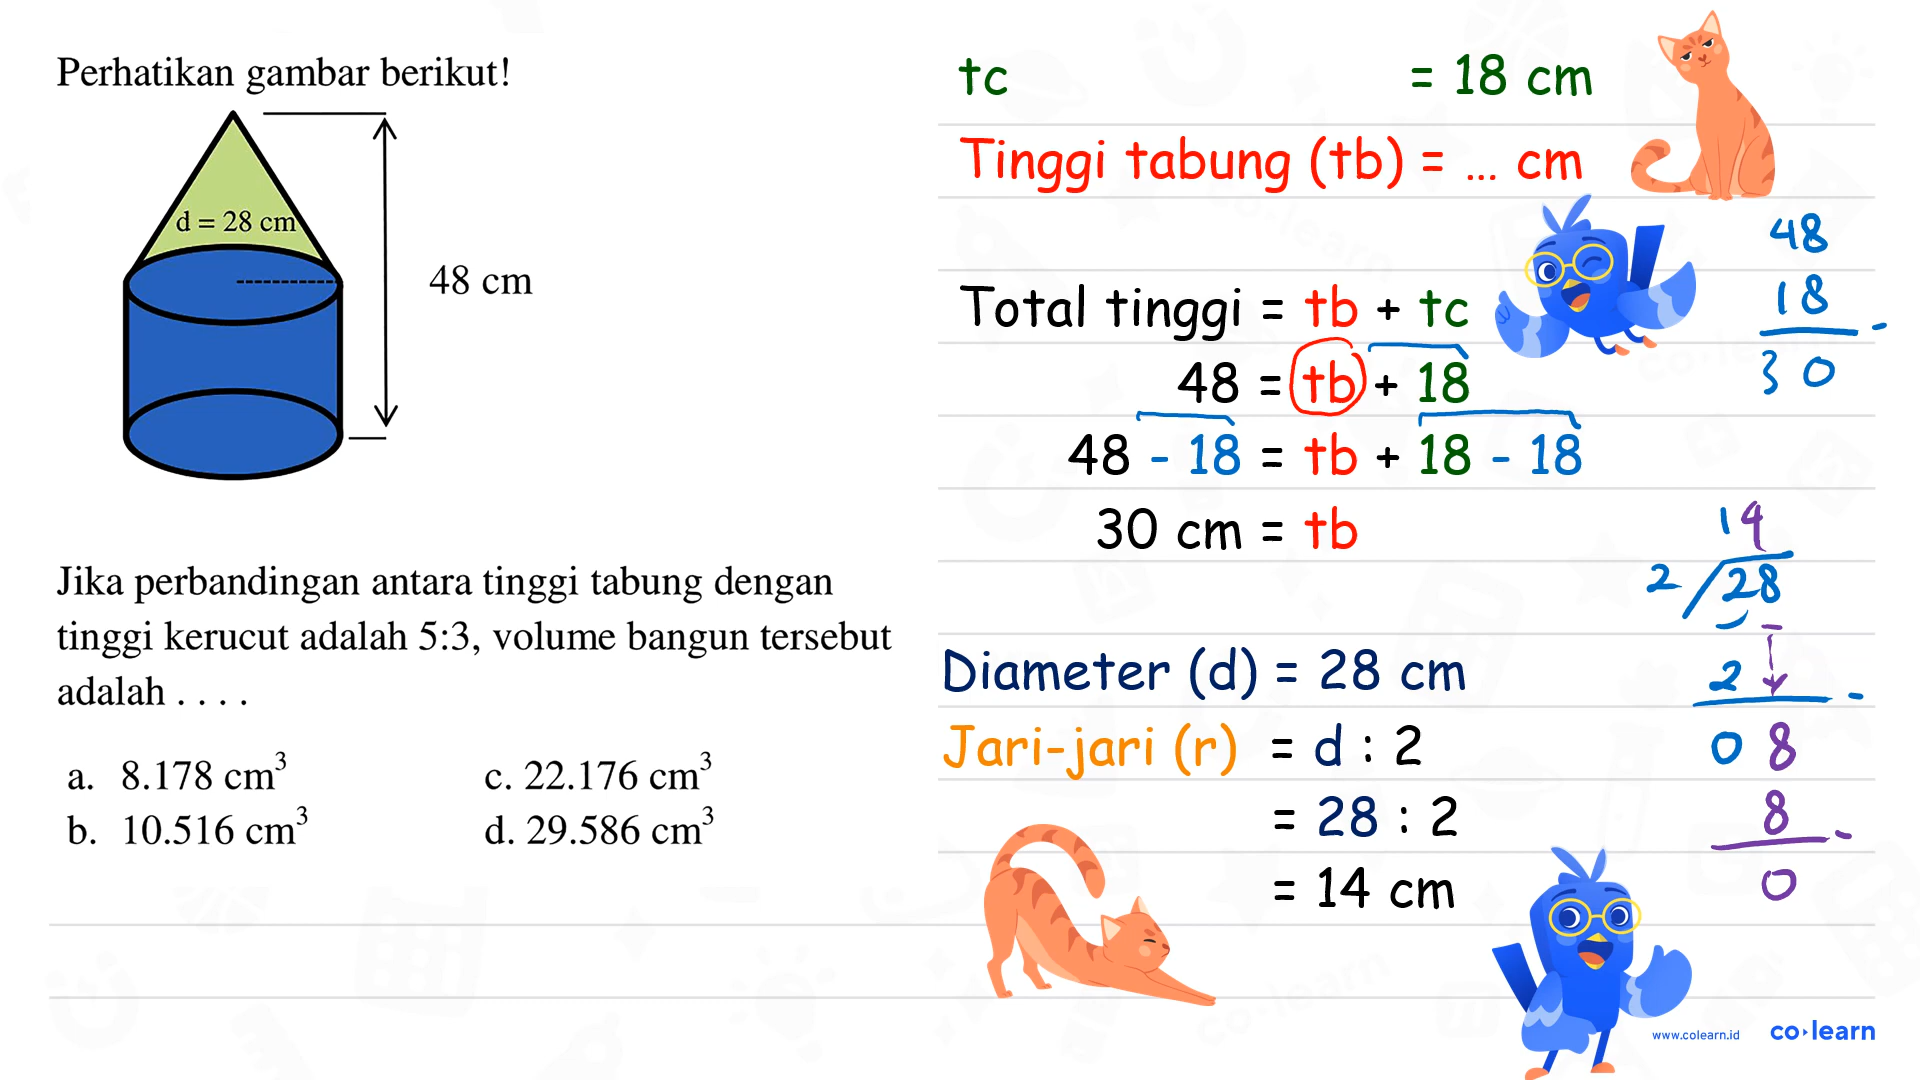 Perhatikan gambar berikut!
d = 28 cm
48 cm
Jika perbandingan antara tinggi tabung dengan
tinggi kerucut adalah 5:3, volume bangun tersebut
adalah . . . .
a. 8.178 cm³
b. 10.516 cm³
c. 22.176 cm³
d. 29.586 cm³
tc = 18 cm
Tinggi tabung (tb) = ... cm
Total tinggi = tb + tc
48 = tb + 18
48 - 18 = tb + 18 - 18
30 cm = tb
48
18 -
30
Diameter (d) = 28 cm
Jari-jari (r) = d : 2
= 28 : 2
= 14 cm
14
2 28
2 -
08
8 -
0
www.colearn.id
co·learn